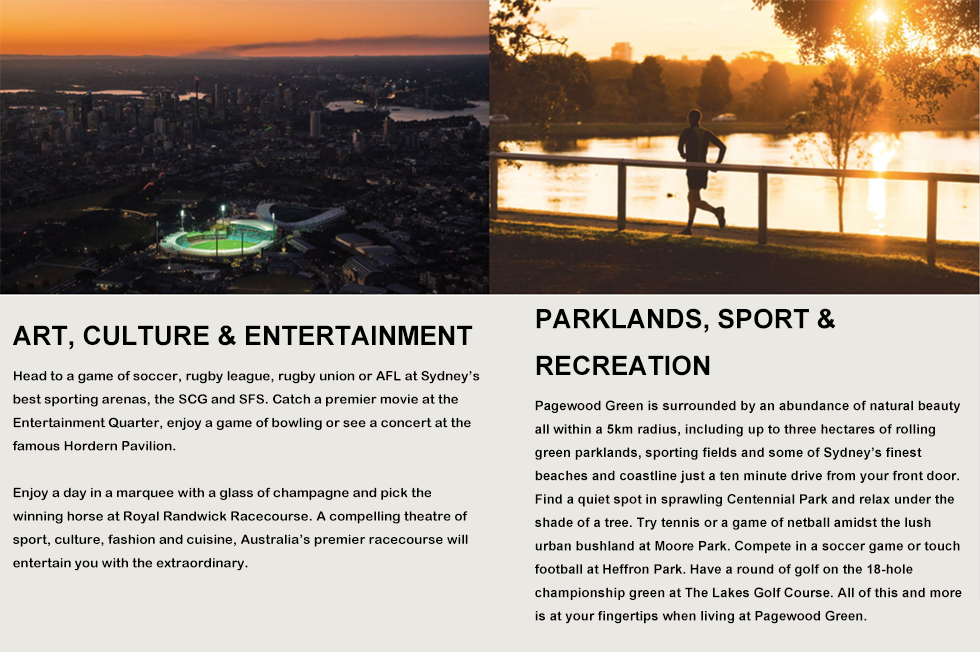 ART, CULTURE & ENTERTAINMENT
Head to a game of soccer, rugby league, rugby union or AFL at Sydney’s
best sporting arenas, the SCG and SFS. Catch a premier movie at the
Entertainment Quarter, enjoy a game of bowling or see a concert at the
famous Hordern Pavilion.
Enjoy a day in a marquee with a glass of champagne and pick the
winning horse at Royal Randwick Racecourse. A compelling theatre of
sport, culture, fashion and cuisine, Australia’s premier racecourse will
entertain you with the extraordinary.
PARKLANDS, SPORT &
RECREATION
Pagewood Green is surrounded by an abundance of natural beauty
all within a 5km radius, including up to three hectares of rolling
green parklands, sporting fields and some of Sydney’s finest
beaches and coastline just a ten minute drive from your front door.
Find a quiet spot in sprawling Centennial Park and relax under the
shade of a tree. Try tennis or a game of netball amidst the lush
urban bushland at Moore Park. Compete in a soccer game or touch
football at Heffron Park. Have a round of golf on the 18-hole
championship green at The Lakes Golf Course. All of this and more
is at your fingertips when living at Pagewood Green.